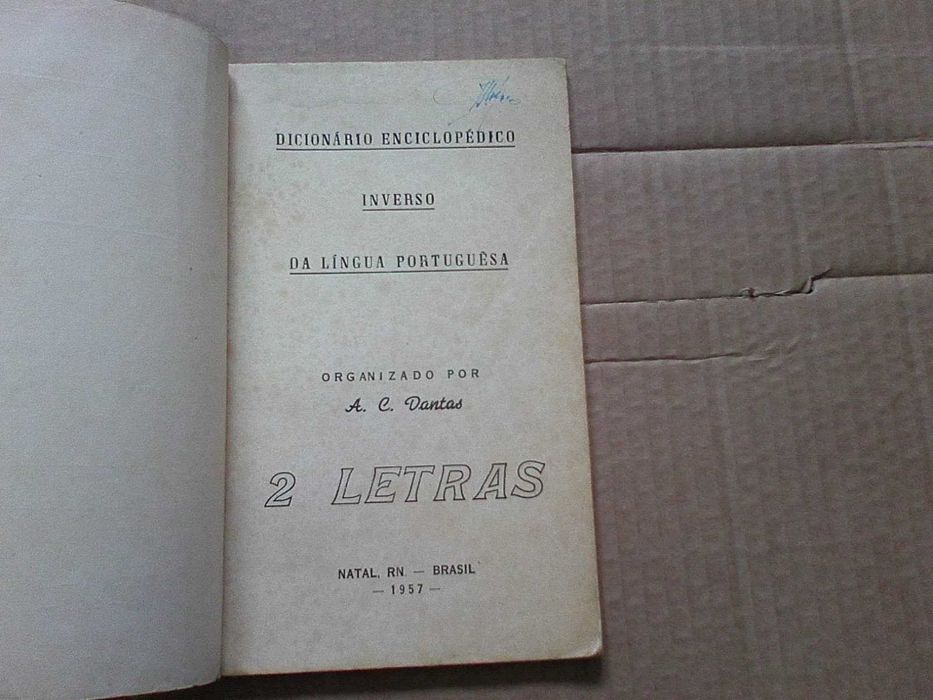 DICIONÁRIO ENCICLOPÉDICO
INVERSO
DA LÍNGUA PORTUGUÊSA
ORGANIZADO POR
A. C. Dantas
2 LETRAS
NATAL, RN. — BRASIL
— 1957 —